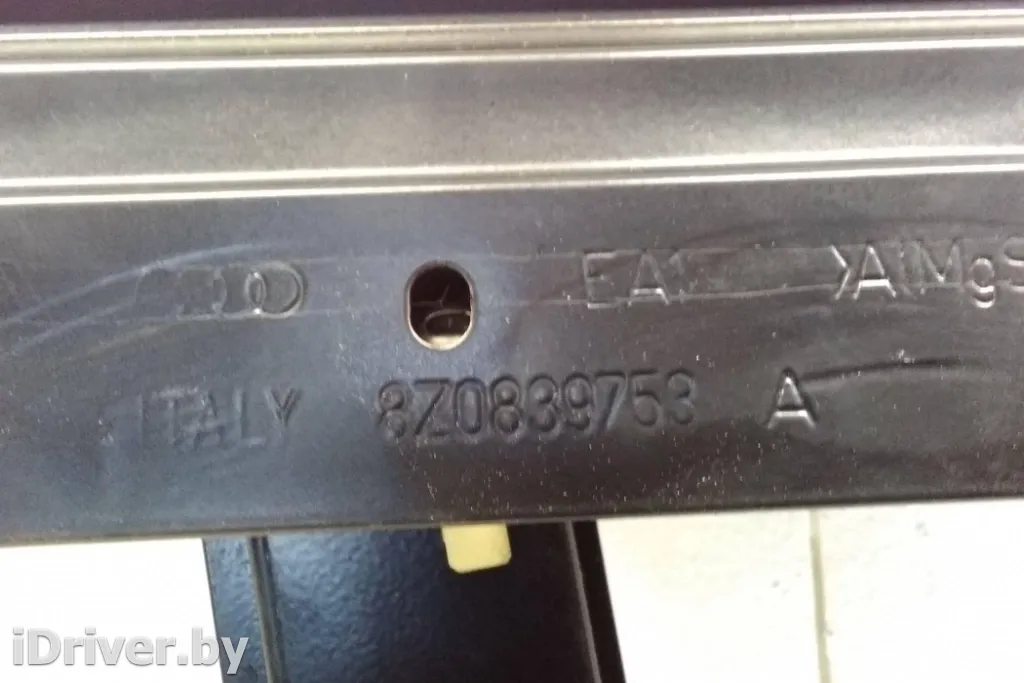 EA1 >AlMgS
ITALY 8Z0839753 A
iDriver.by